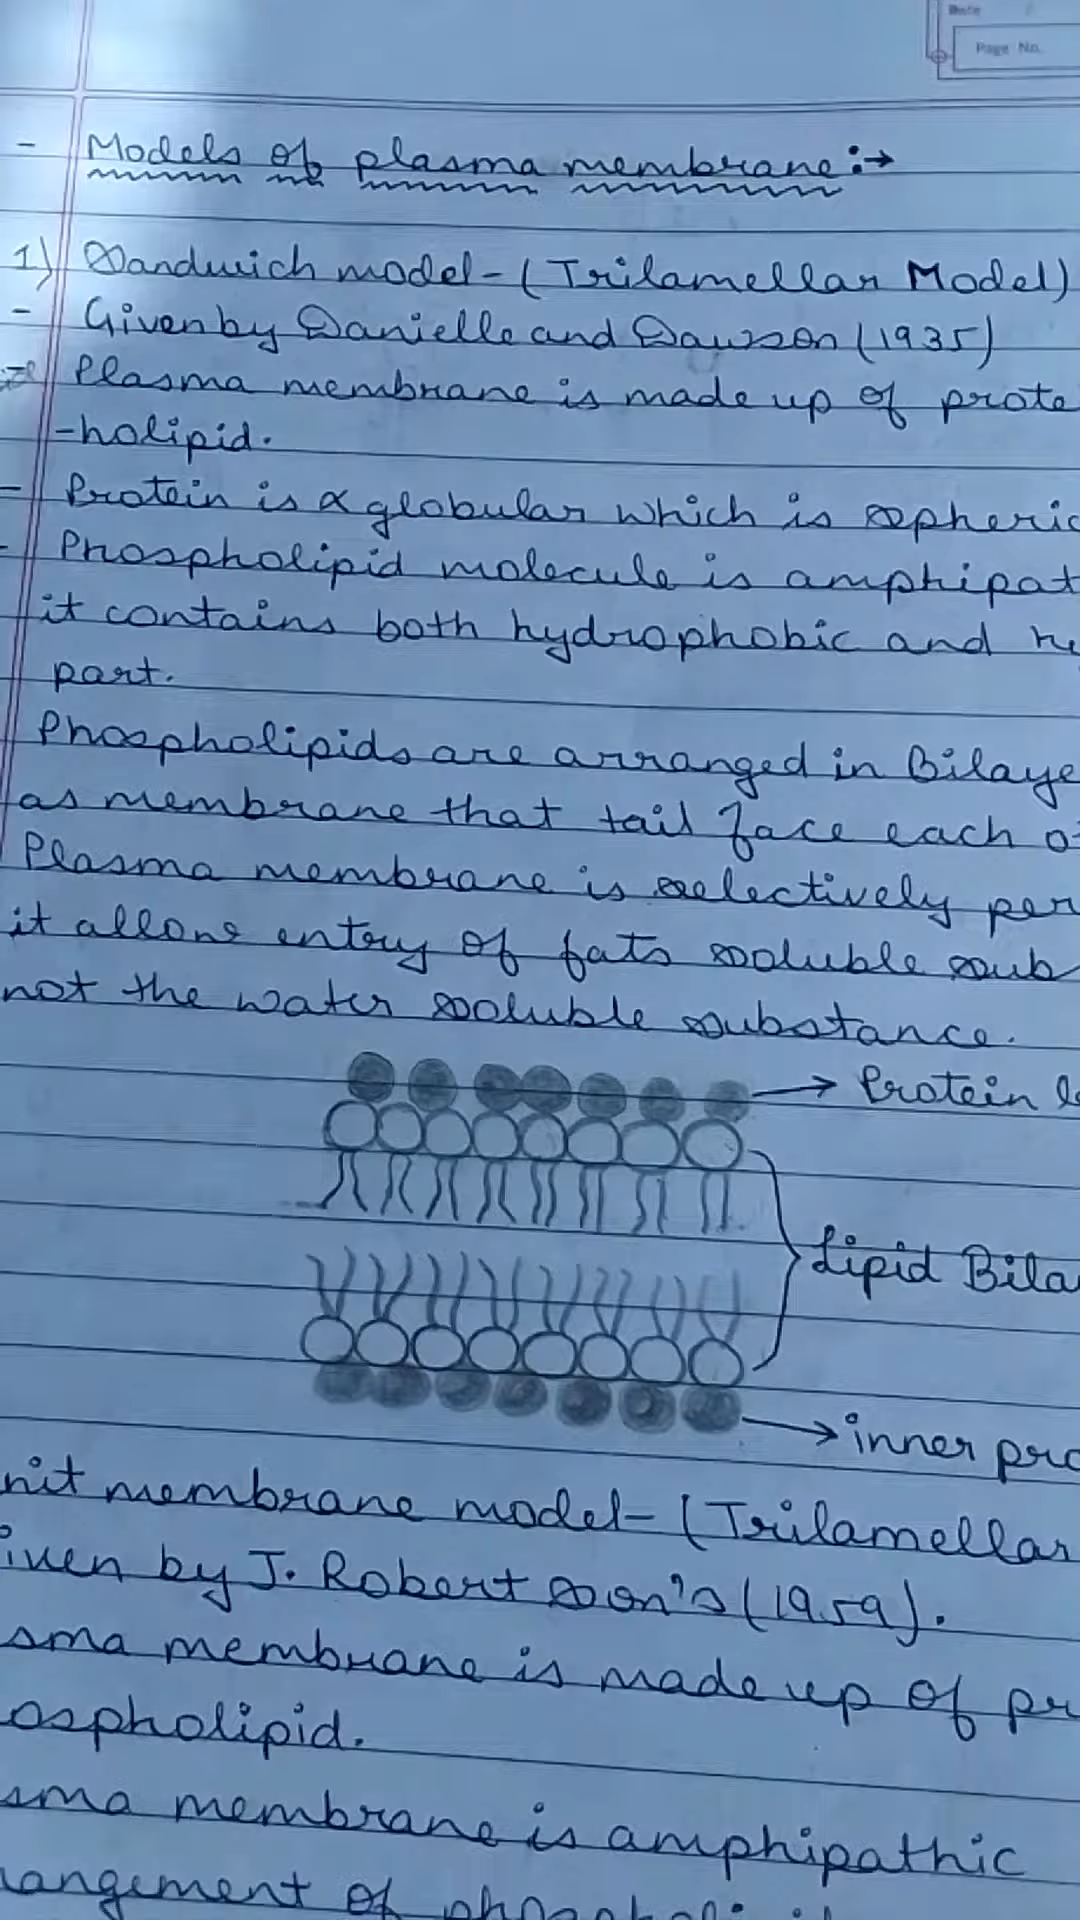 Date
Page No.
- Models of plasma membrane:→
1) Sandwich model - (Trilamellar Model)
- Given by Danielle and Dawson (1935)
Plasma membrane is made up of prote
-holipid.
- Protein is α globular which is spheric
- Phospholipid molecule is amphipat
it contains both hydrophobic and hy
part.
Phospholipids are arranged in Bilaye
as membrane that tail face each o
Plasma membrane is selectively per
it allows entry of fats soluble sub
not the water soluble substance.
→ Protein l
Lipid Bila
→ inner pro
nit membrane model - (Trilamellar
iven by J. Robert son's (1959).
sma membrane is made up of pr
ospholipid.
sma membrane is amphipathic
rangement of phospholipid